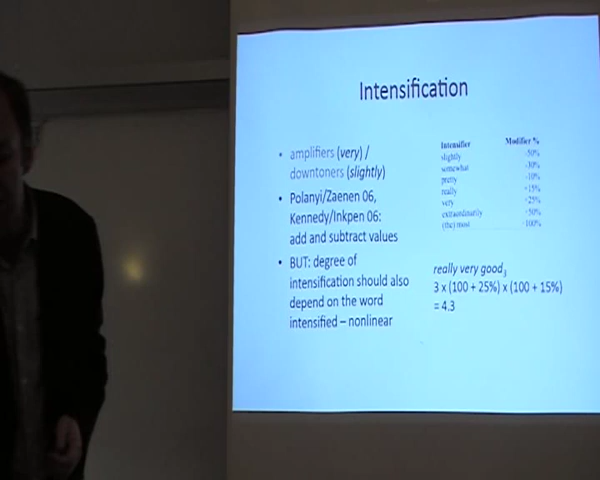 Intensification
• amplifiers (very) /
downtoners (slightly)
• Polanyi/Zaenen 06,
Kennedy/Inkpen 06:
add and subtract values
• BUT: degree of
intensification should also
depend on the word
intensified – nonlinear
Intensifier Modifier %
slightly -50%
somewhat -30%
pretty -10%
really +15%
very +25%
extraordinarily +50%
(the) most +100%
really very good3
3 x (100 + 25%) x (100 + 15%)
= 4.3